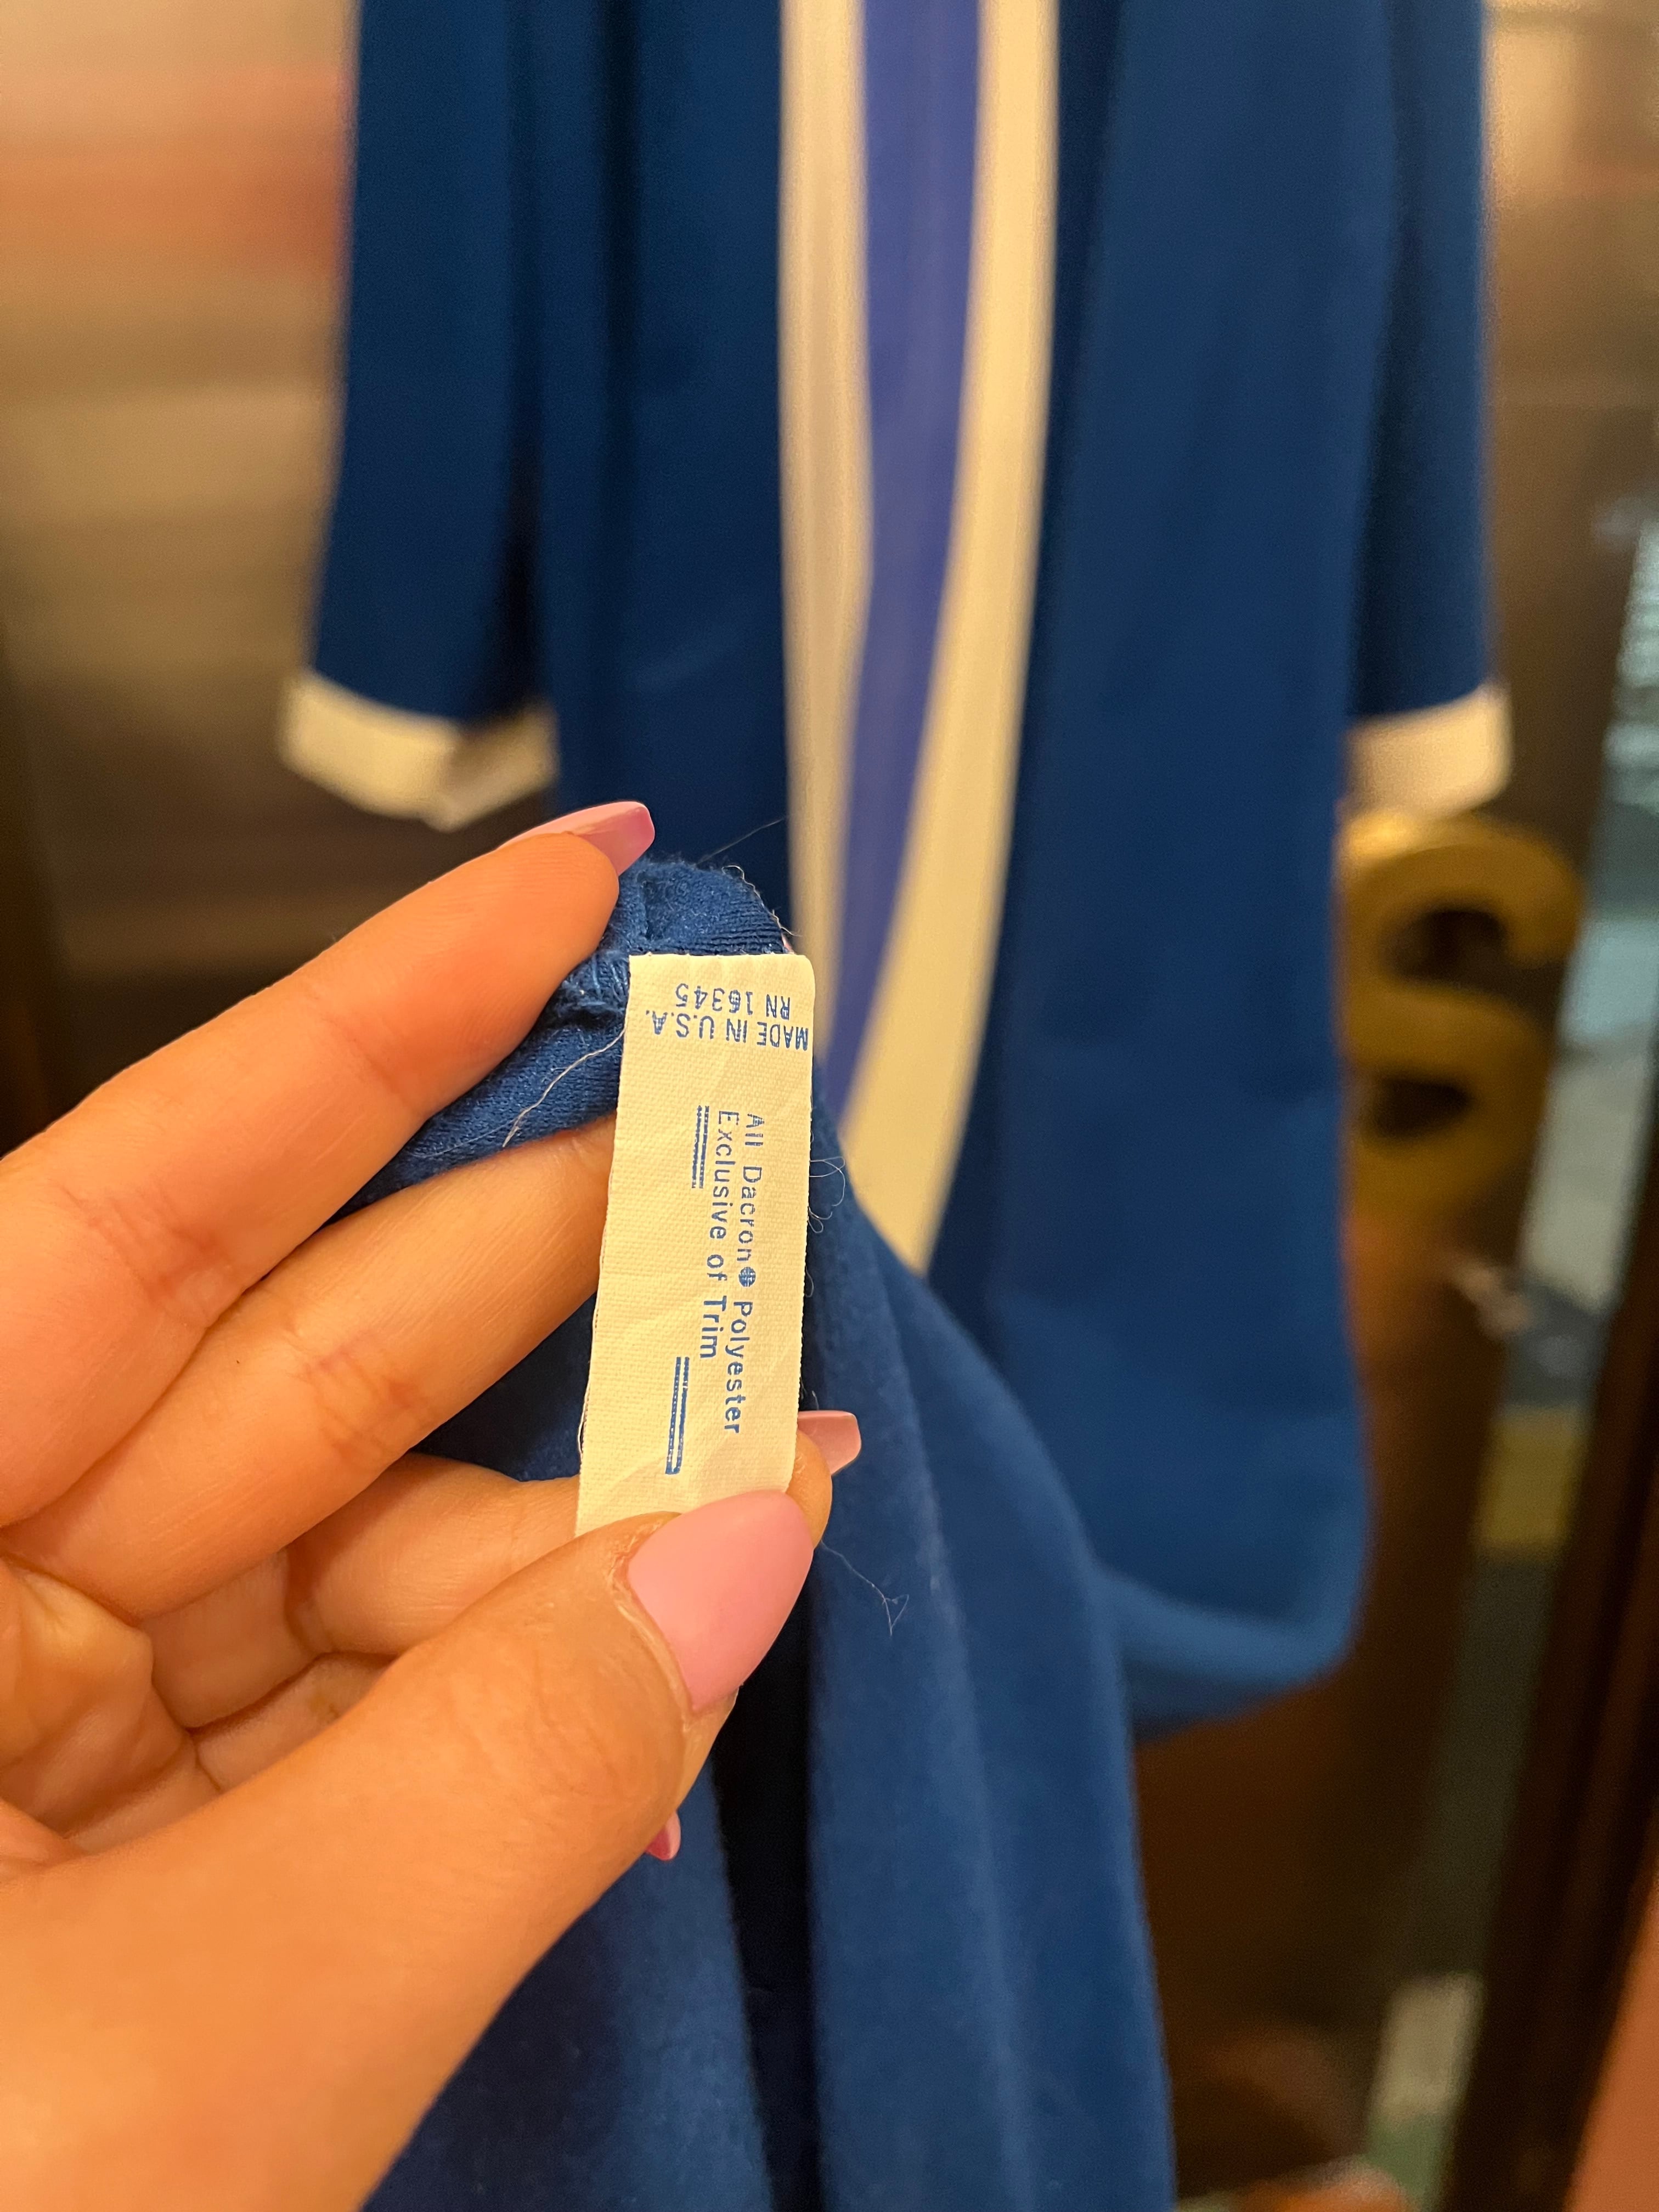 MADE IN U.S.A.
RN 16345
All Dacron® Polyester
Exclusive of Trim